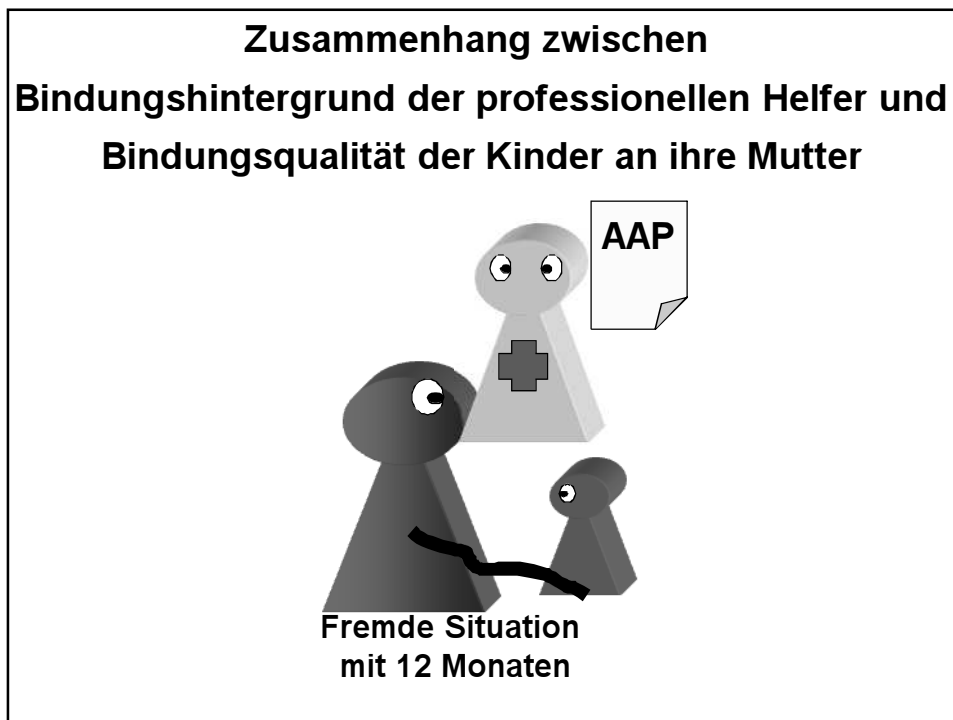 Zusammenhang zwischen
Bindungshintergrund der professionellen Helfer und
Bindungsqualität der Kinder an ihre Mutter
AAP
Fremde Situation
mit 12 Monaten